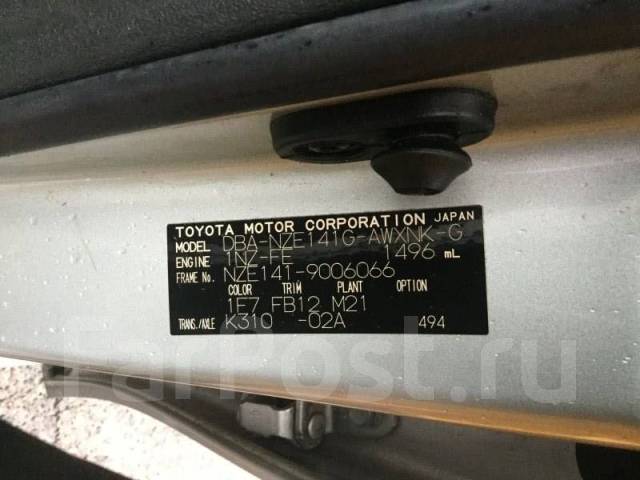 TOYOTA MOTOR CORPORATION JAPAN
MODEL DBA-NZE141G-AWXNK-G
ENGINE 1NZ-FE 1496 mL
FRAME No. NZE141-9006066
COLOR TRIM PLANT OPTION
1F7 FB12 M21
TRANS./AXLE K310 -02A 494
FarPost.ru